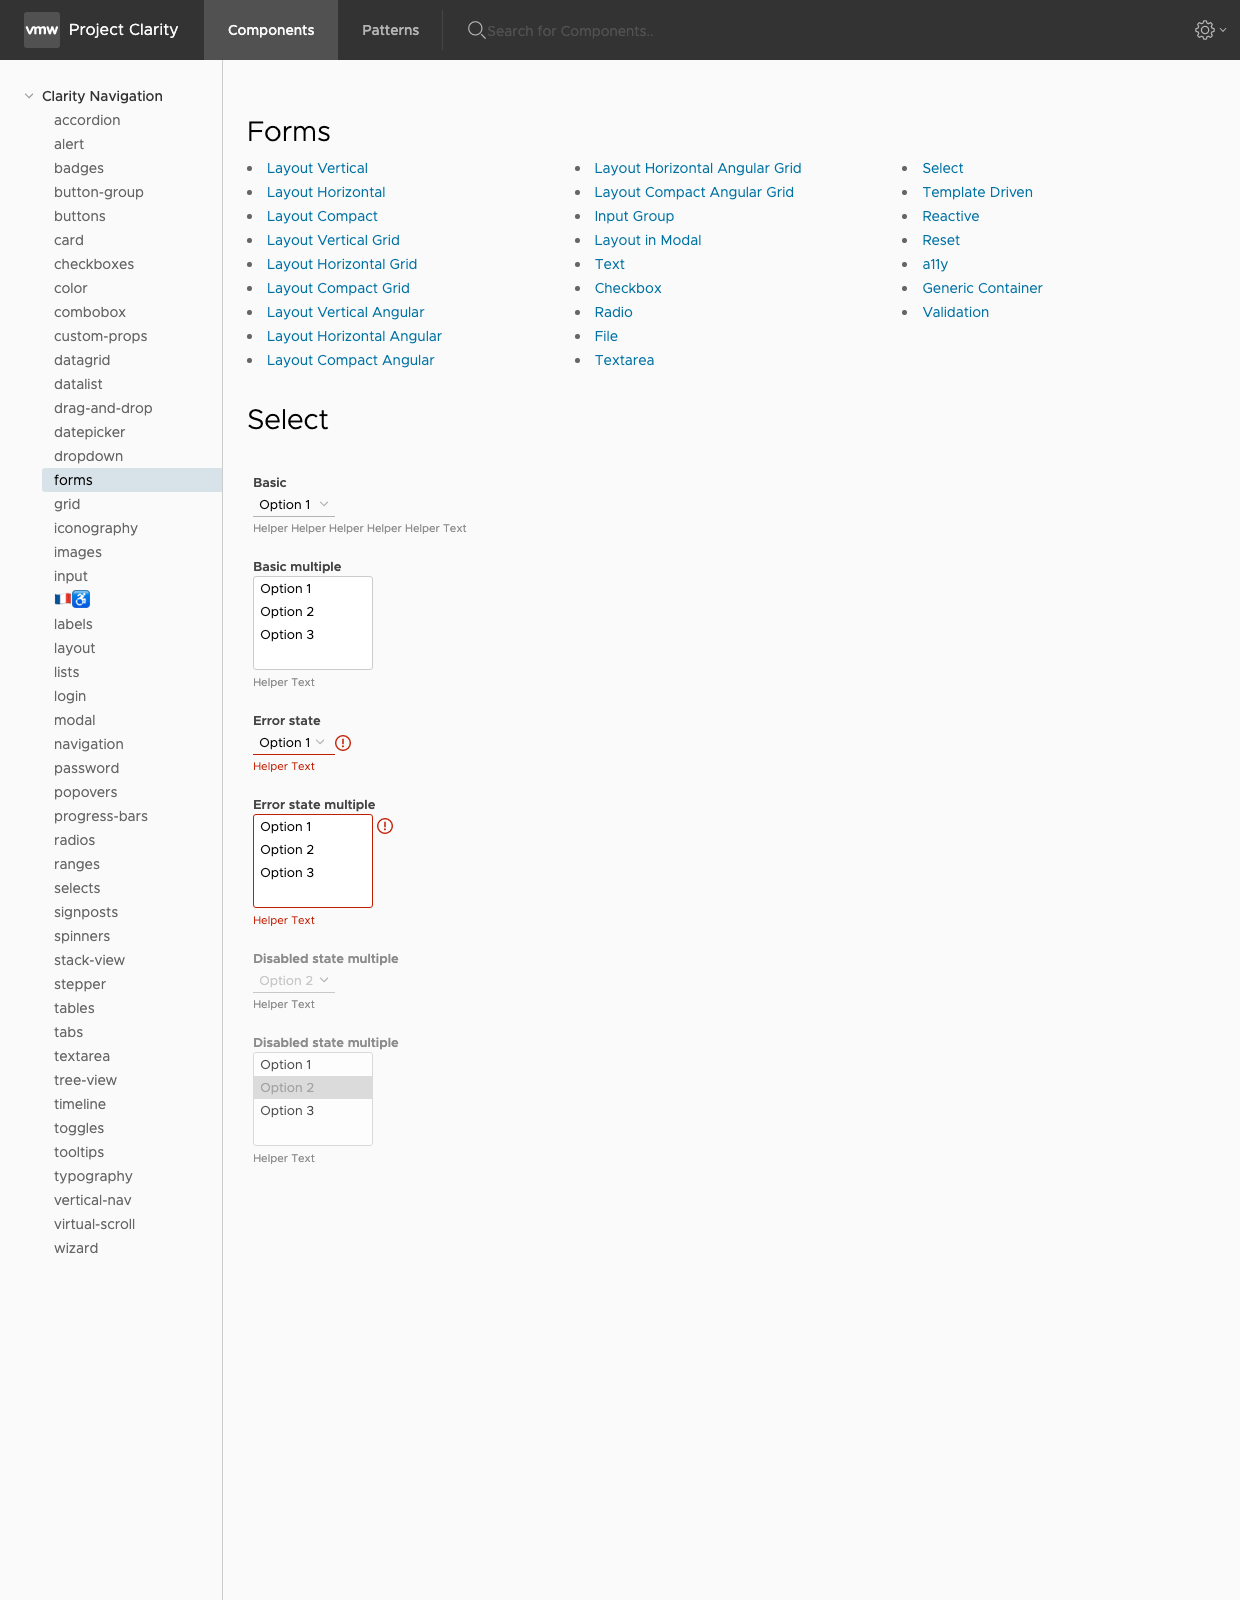 vmw Project Clarity
Components
Patterns
Search for Components..
Clarity Navigation
accordion
alert
badges
button-group
buttons
card
checkboxes
color
combobox
custom-props
datagrid
datalist
drag-and-drop
datepicker
dropdown
forms
grid
iconography
images
input
🇫🇷♿
labels
layout
lists
login
modal
navigation
password
popovers
progress-bars
radios
ranges
selects
signposts
spinners
stack-view
stepper
tables
tabs
textarea
tree-view
timeline
toggles
tooltips
typography
vertical-nav
virtual-scroll
wizard
Forms
Layout Vertical
Layout Horizontal
Layout Compact
Layout Vertical Grid
Layout Horizontal Grid
Layout Compact Grid
Layout Vertical Angular
Layout Horizontal Angular
Layout Compact Angular
Layout Horizontal Angular Grid
Layout Compact Angular Grid
Input Group
Layout in Modal
Text
Checkbox
Radio
File
Textarea
Select
Template Driven
Reactive
Reset
a11y
Generic Container
Validation
Select
Basic
Option 1
Helper Helper Helper Helper Helper Text
Basic multiple
Option 1
Option 2
Option 3
Helper Text
Error state
Option 1
Helper Text
Error state multiple
Option 1
Option 2
Option 3
Helper Text
Disabled state multiple
Option 2
Helper Text
Disabled state multiple
Option 1
Option 2
Option 3
Helper Text